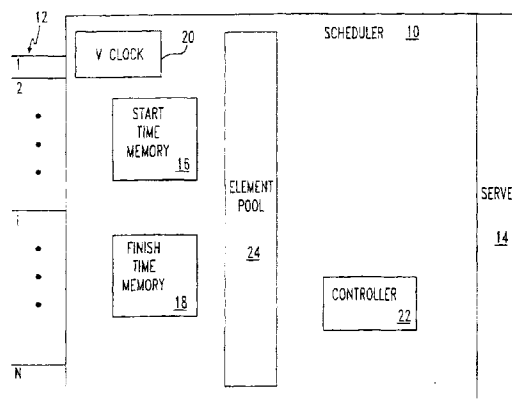 12
20
SCHEDULER 10
1
V CLOCK
2
START
TIME
MEMORY
16
ELEMENT
POOL
24
SERVE
14
i
FINISH
TIME
MEMORY
18
CONTROLLER
22
N